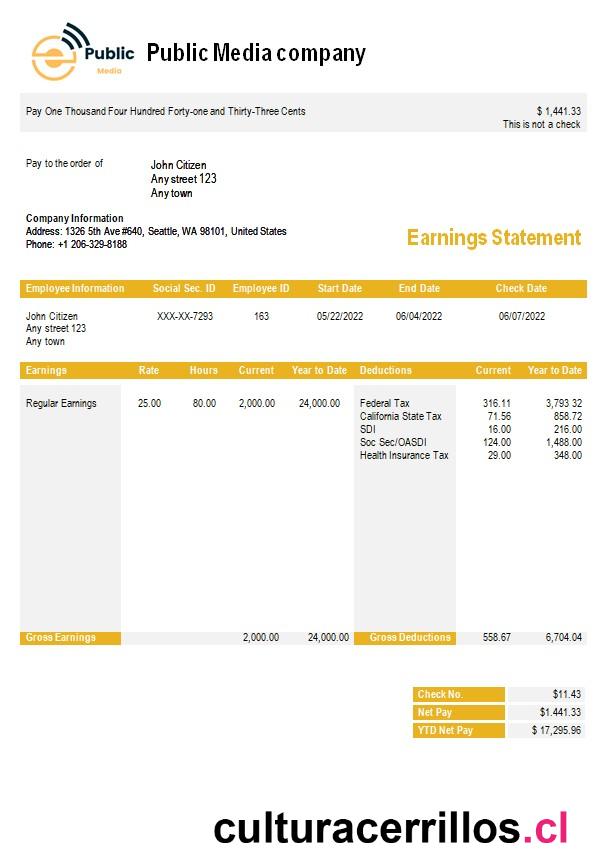 Public
Media
Public Media company
Pay One Thousand Four Hundred Forty-one and Thirty-Three Cents $ 1,441.33
This is not a check
Pay to the order of John Citizen
Any street 123
Any town
Company Information
Address: 1326 5th Ave #640, Seattle, WA 98101, United States
Phone: +1 206-329-8188
Earnings Statement
Employee Information Social Sec. ID Employee ID Start Date End Date Check Date
John Citizen XXX-XX-7293 163 05/22/2022 06/04/2022 06/07/2022
Any street 123
Any town
Earnings Rate Hours Current Year to Date Deductions Current Year to Date
Regular Earnings 25.00 80.00 2,000.00 24,000.00 Federal Tax 316.11 3,793.32
California State Tax 71.56 858.72
SDI 16.00 216.00
Soc Sec/OASDI 124.00 1,488.00
Health Insurance Tax 29.00 348.00
Gross Earnings 2,000.00 24,000.00 Gross Deductions 558.67 6,704.04
Check No. $11.43
Net Pay $1.441.33
YTD Net Pay $ 17,295.96
culturacerrillos.cl